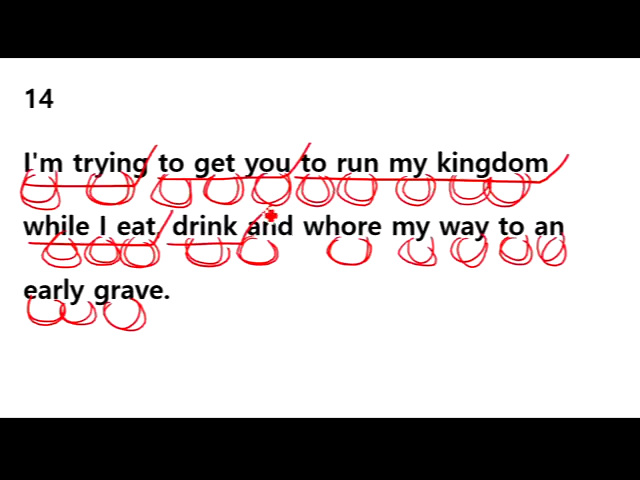 14
I'm trying to get you to run my kingdom
while I eat, drink and whore my way to an
early grave.